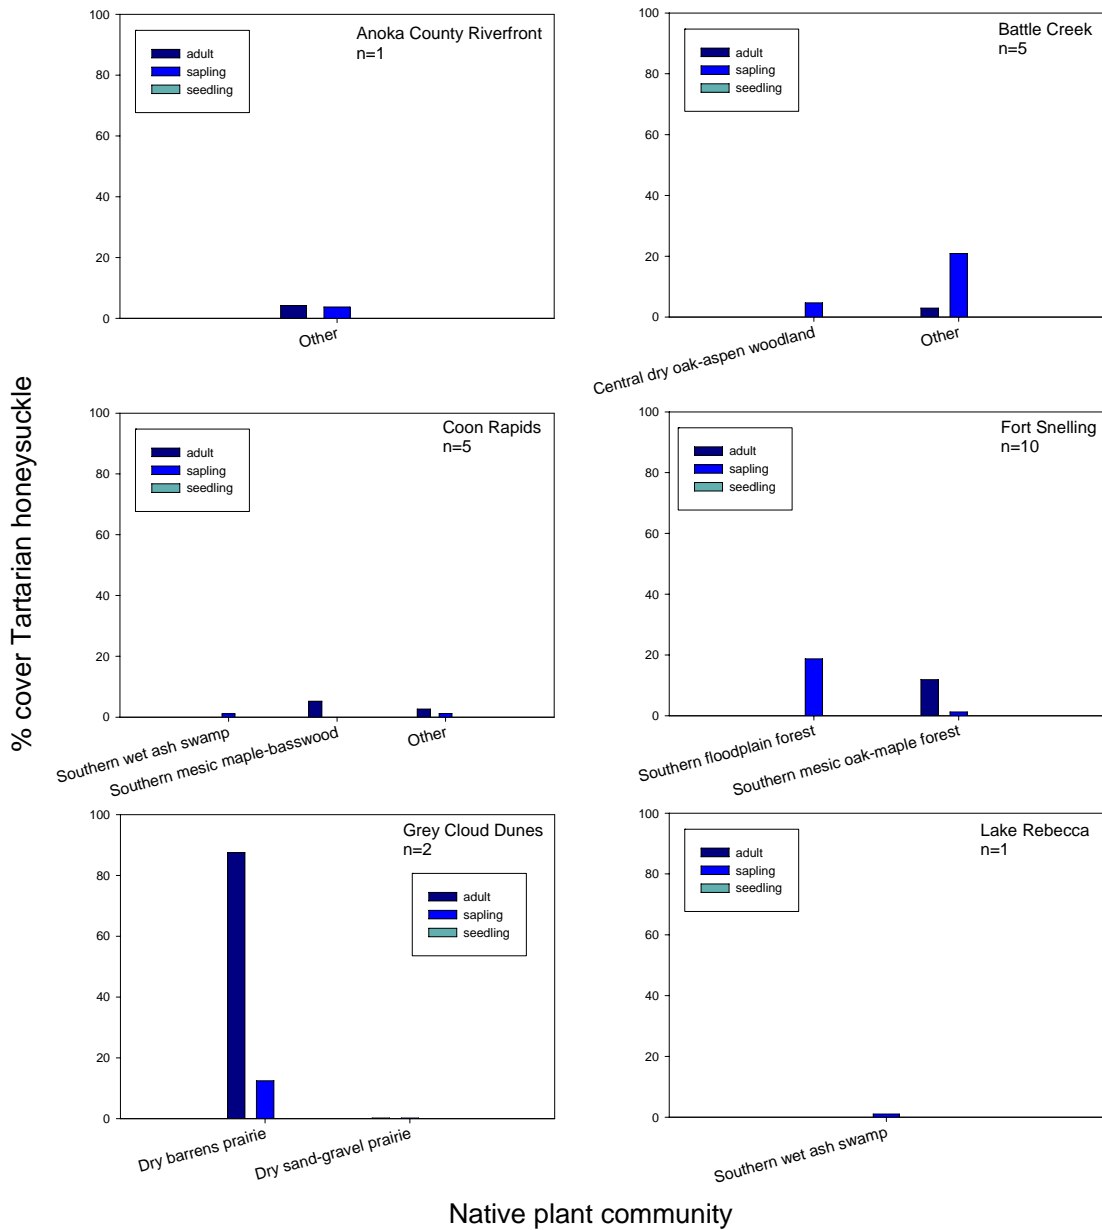 % cover Tartarian honeysuckle
Anoka County Riverfront
n=1
adult
sapling
seedling
100
80
60
40
20
0
Other
Battle Creek
n=5
adult
sapling
seedling
100
80
60
40
20
0
Central dry oak-aspen woodland
Other
Coon Rapids
n=5
adult
sapling
seedling
100
80
60
40
20
0
Southern wet ash swamp
Southern mesic maple-basswood
Other
Fort Snelling
n=10
adult
sapling
seedling
100
80
60
40
20
0
Southern floodplain forest
Southern mesic oak-maple forest
Grey Cloud Dunes
n=2
adult
sapling
seedling
100
80
60
40
20
0
Dry barrens prairie
Dry sand-gravel prairie
Lake Rebecca
n=1
adult
sapling
seedling
100
80
60
40
20
0
Southern wet ash swamp
Native plant community